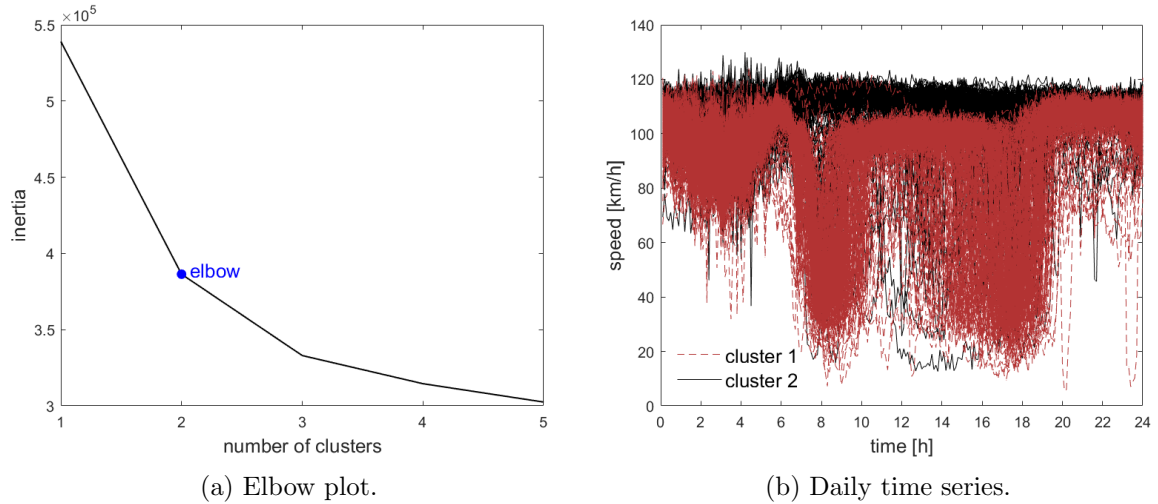 ×10^5
5.5
5
4.5
4
3.5
3
inertia
elbow
1 2 3 4 5
number of clusters
(a) Elbow plot.
140
120
100
80
60
40
20
0
speed [km/h]
cluster 1
cluster 2
0 2 4 6 8 10 12 14 16 18 20 22 24
time [h]
(b) Daily time series.